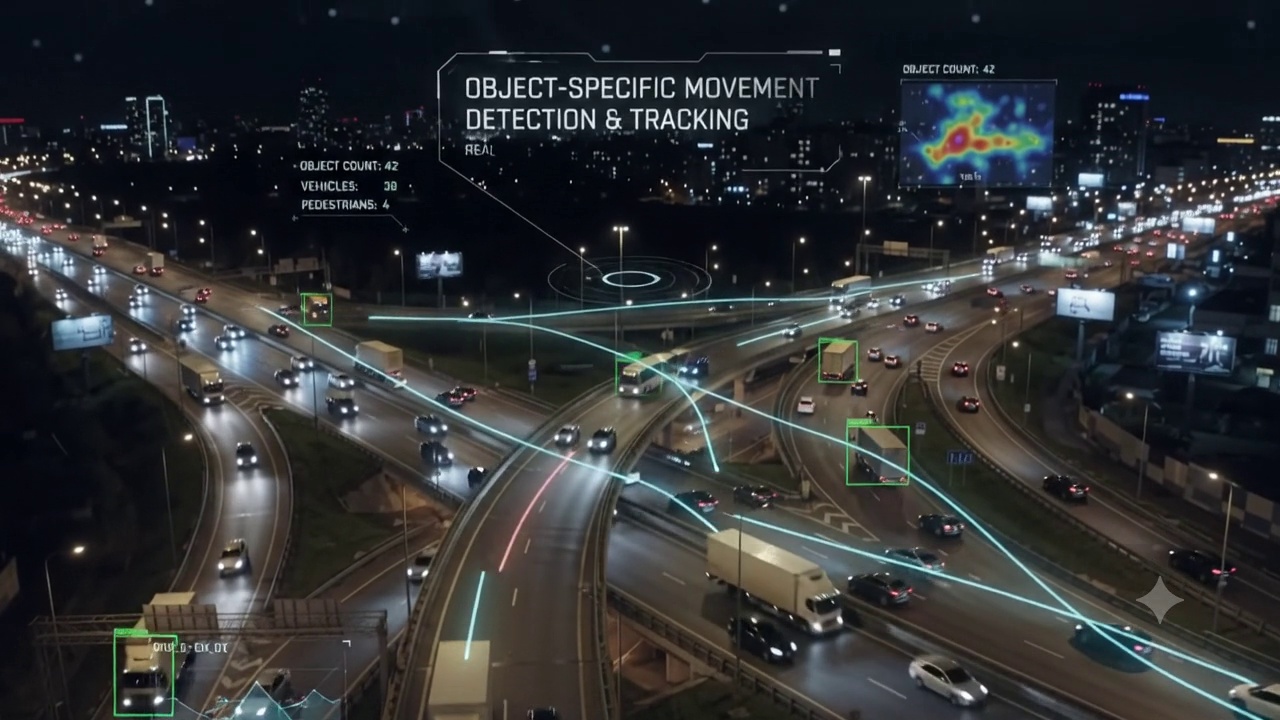 OBJECT-SPECIFIC MOVEMENT
DETECTION & TRACKING
REAL
OBJECT COUNT: 42
OBJECT COUNT: 42
VEHICLES: 38
PEDESTRIANS: 4